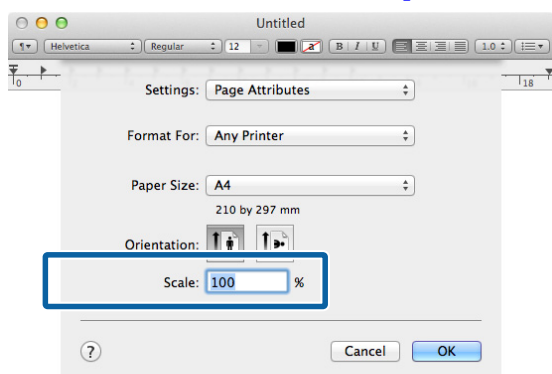 Untitled
¶ Helvetica Regular 12 a B I U 1.0
0 18
Settings: Page Attributes
Format For: Any Printer
Paper Size: A4
210 by 297 mm
Orientation:
Scale: 100 %
? Cancel OK